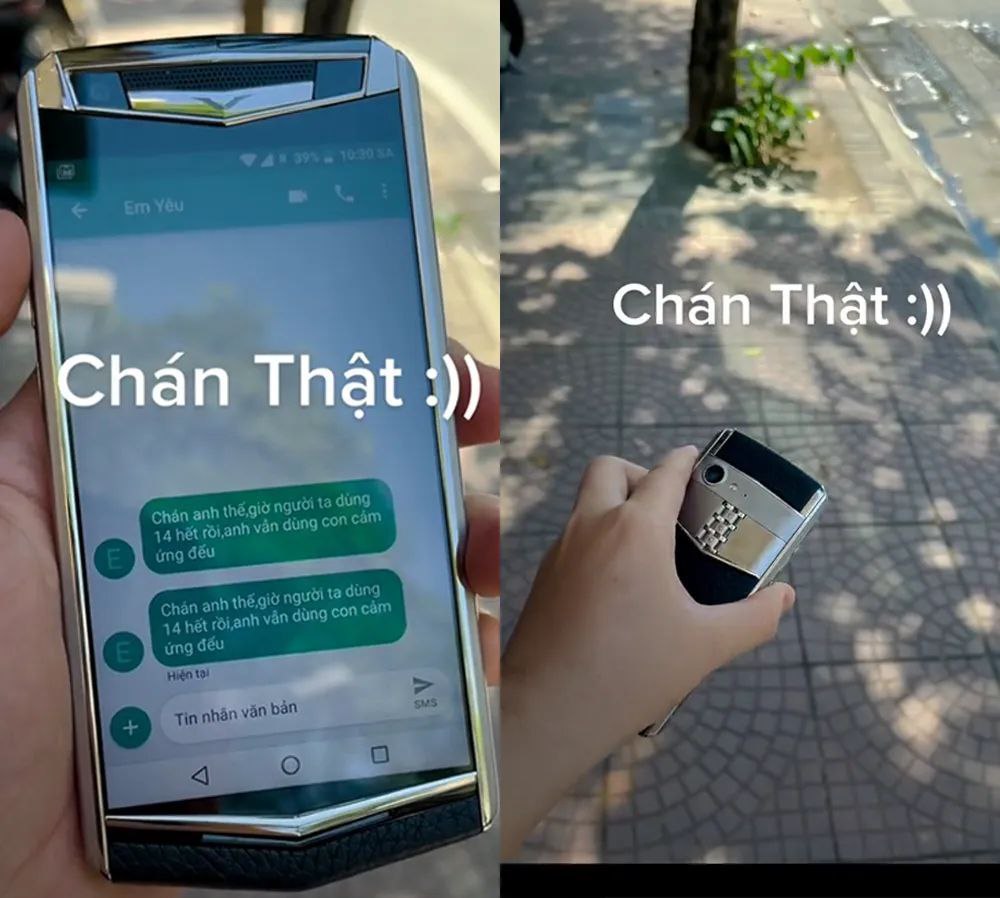 39% 10:30 SA
Em Yêu
Chán Thật :))
Chán anh thế,giờ người ta dùng
14 hết rồi,anh vẫn dùng con cảm
ứng đểu
E
Chán anh thế,giờ người ta dùng
14 hết rồi,anh vẫn dùng con cảm
ứng đểu
E
Hiện tại
+
Tin nhắn văn bản
SMS
Chán Thật :))